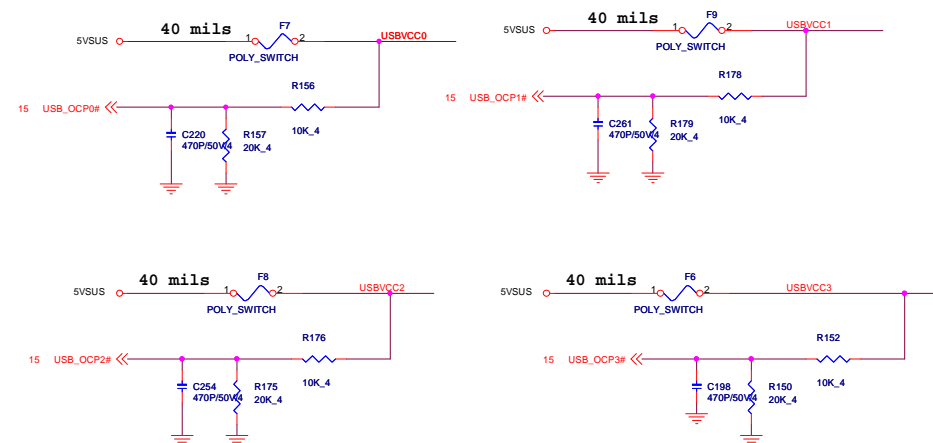 40 mils
F7
5VSUS
1
2
USBVCC0
POLY_SWITCH
R156
15 USB_OCP0#
10K_4
C220
470P/50V/4
R157
20K_4
40 mils
F9
5VSUS
1
2
USBVCC1
POLY_SWITCH
R178
15 USB_OCP1#
10K_4
C261
470P/50V/4
R179
20K_4
40 mils
F8
5VSUS
1
2
USBVCC2
POLY_SWITCH
R176
15 USB_OCP2#
10K_4
C254
470P/50V/4
R175
20K_4
40 mils
F6
5VSUS
1
2
USBVCC3
POLY_SWITCH
R152
15 USB_OCP3#
10K_4
C198
470P/50V/4
R150
20K_4